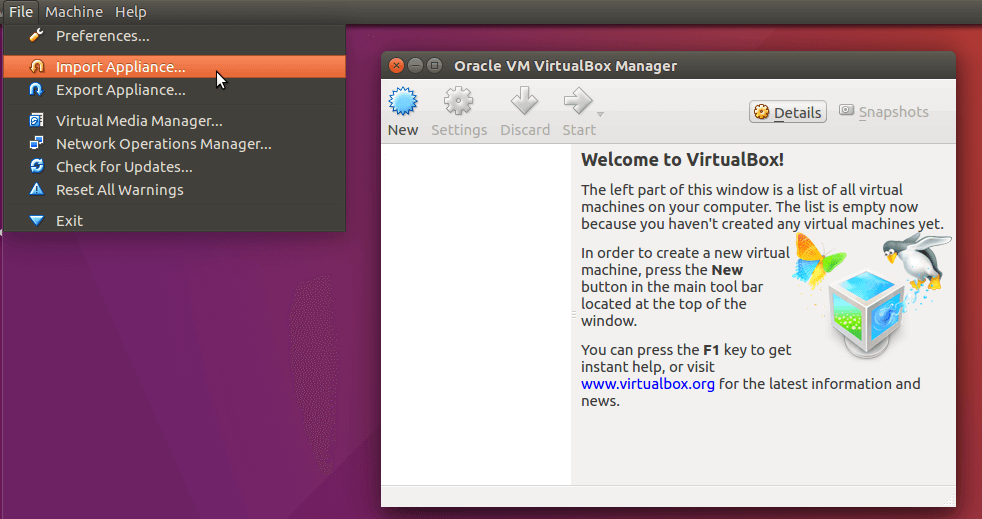 File Machine Help
Preferences...
Import Appliance...
Export Appliance...
Virtual Media Manager...
Network Operations Manager...
Check for Updates...
Reset All Warnings
Exit
Oracle VM VirtualBox Manager
New Settings Discard Start Details Snapshots
Welcome to VirtualBox!
The left part of this window is a list of all virtual
machines on your computer. The list is empty now
because you haven't created any virtual machines yet.
In order to create a new virtual
machine, press the New
button in the main tool bar
located at the top of the
window.
You can press the F1 key to get
instant help, or visit
www.virtualbox.org for the latest information and
news.